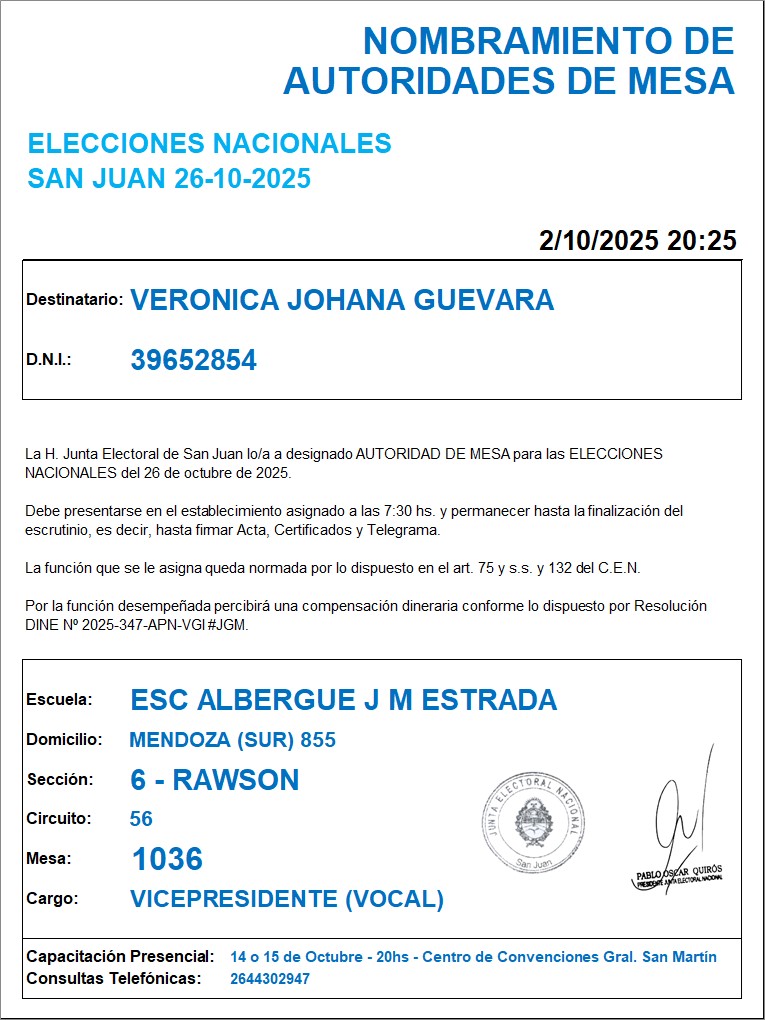 NOMBRAMIENTO DE
AUTORIDADES DE MESA
ELECCIONES NACIONALES
SAN JUAN 26-10-2025
2/10/2025 20:25
Destinatario: VERONICA JOHANA GUEVARA
D.N.I.: 39652854
La H. Junta Electoral de San Juan lo/a a designado AUTORIDAD DE MESA para las ELECCIONES
NACIONALES del 26 de octubre de 2025.
Debe presentarse en el establecimiento asignado a las 7:30 hs. y permanecer hasta la finalización del
escrutinio, es decir, hasta firmar Acta, Certificados y Telegrama.
La función que se le asigna queda normada por lo dispuesto en el art. 75 y s.s. y 132 del C.E.N.
Por la función desempeñada percibirá una compensación dineraria conforme lo dispuesto por Resolución
DINE Nº 2025-347-APN-VGI#JGM.
Escuela: ESC ALBERGUE J M ESTRADA
Domicilio: MENDOZA (SUR) 855
Sección: 6 - RAWSON
Circuito: 56
Mesa: 1036
Cargo: VICEPRESIDENTE (VOCAL)
JUNTA ELECTORAL NACIONAL
San Juan
PABLO OSCAR QUIRÓS
PRESIDENTE JUNTA ELECTORAL NACIONAL
Capacitación Presencial: 14 o 15 de Octubre - 20hs - Centro de Convenciones Gral. San Martín
Consultas Telefónicas: 2644302947